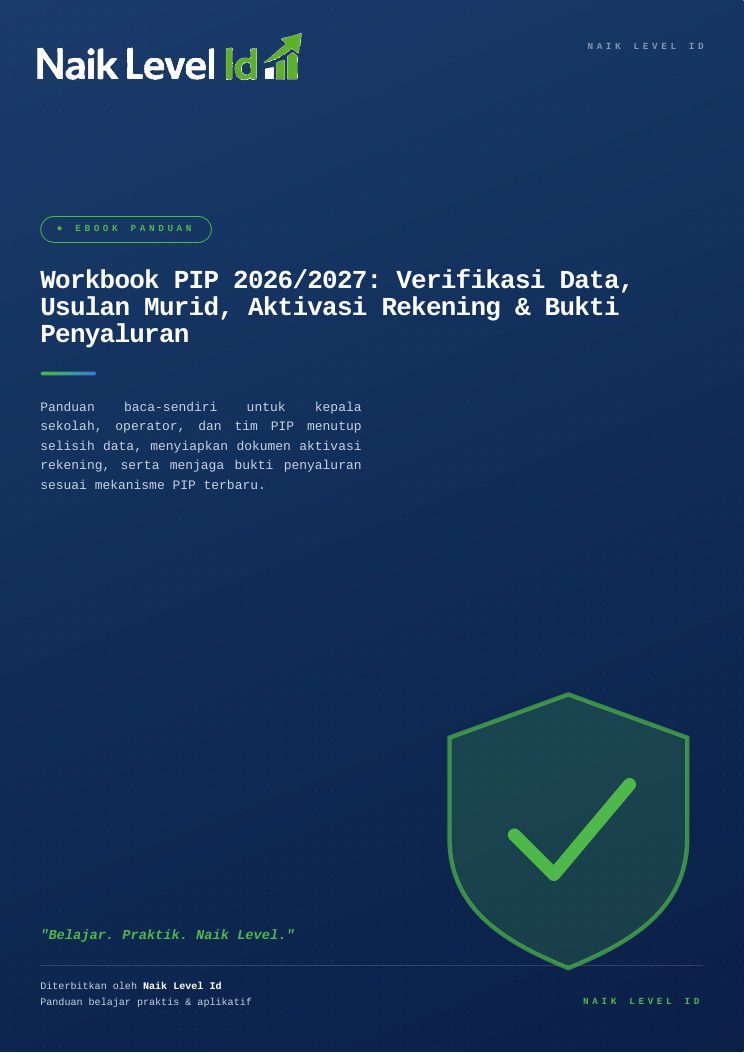 Naik Level Id
NAIK LEVEL ID
• EBOOK PANDUAN
Workbook PIP 2026/2027: Verifikasi Data,
Usulan Murid, Aktivasi Rekening & Bukti
Penyaluran
Panduan baca-sendiri untuk kepala
sekolah, operator, dan tim PIP menutup
selisih data, menyiapkan dokumen aktivasi
rekening, serta menjaga bukti penyaluran
sesuai mekanisme PIP terbaru.
"Belajar. Praktik. Naik Level."
Diterbitkan oleh Naik Level Id
Panduan belajar praktis & aplikatif
NAIK LEVEL ID